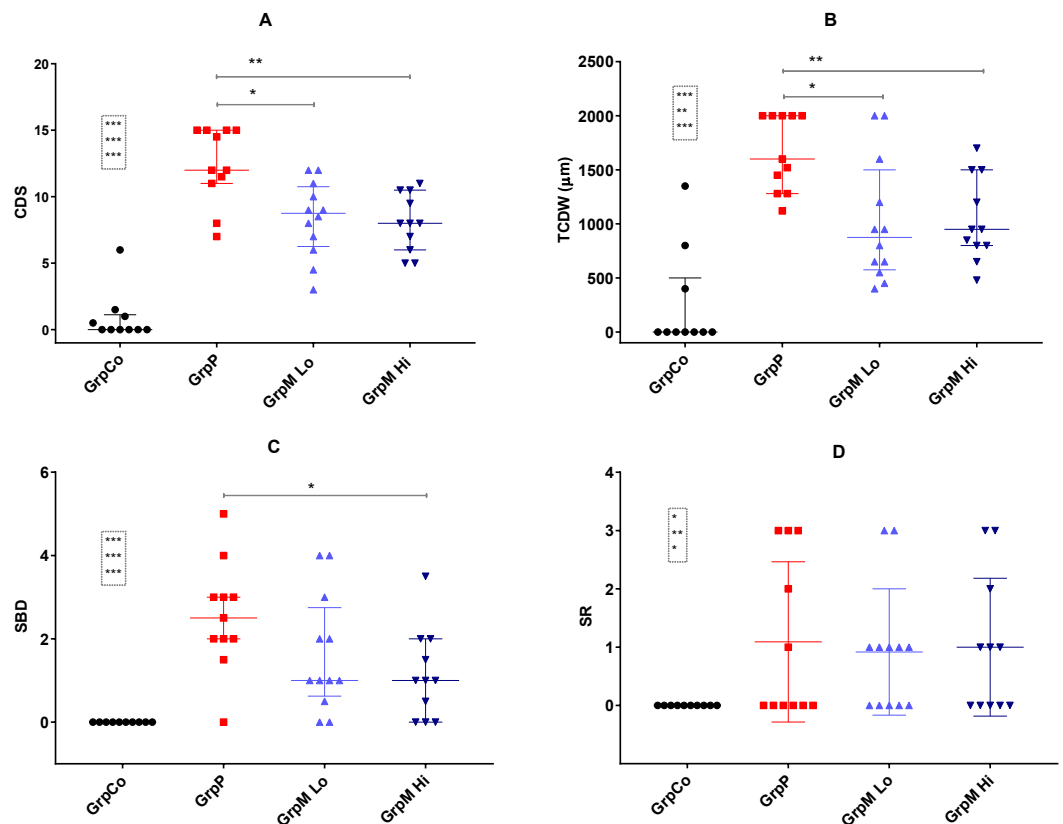 A
CDS
20
15
10
5
0
***
***
***
**
*
GrpCo
GrpP
GrpM Lo
GrpM Hi
B
TCDW (μm)
2500
2000
1500
1000
500
0
***
**
***
**
*
GrpCo
GrpP
GrpM Lo
GrpM Hi
C
SBD
6
4
2
0
***
***
***
*
GrpCo
GrpP
GrpM Lo
GrpM Hi
D
SR
4
3
2
1
0
*
**
*
GrpCo
GrpP
GrpM Lo
GrpM Hi